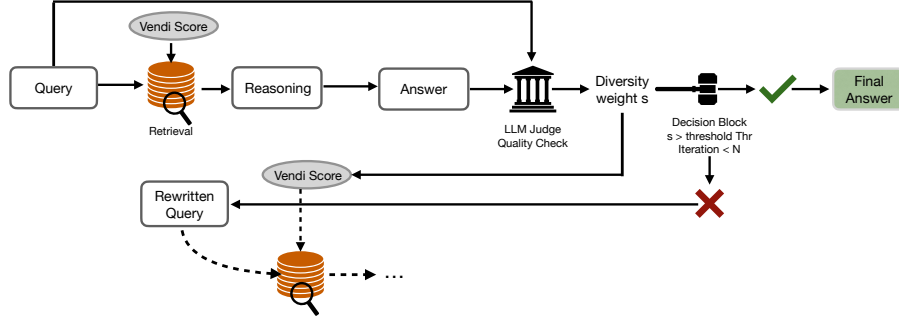 Vendi Score
Query
Retrieval
Reasoning
Answer
LLM Judge
Quality Check
Diversity
weight s
Decision Block
s > threshold Thr
Iteration < N
Final
Answer
Vendi Score
Rewritten
Query
...